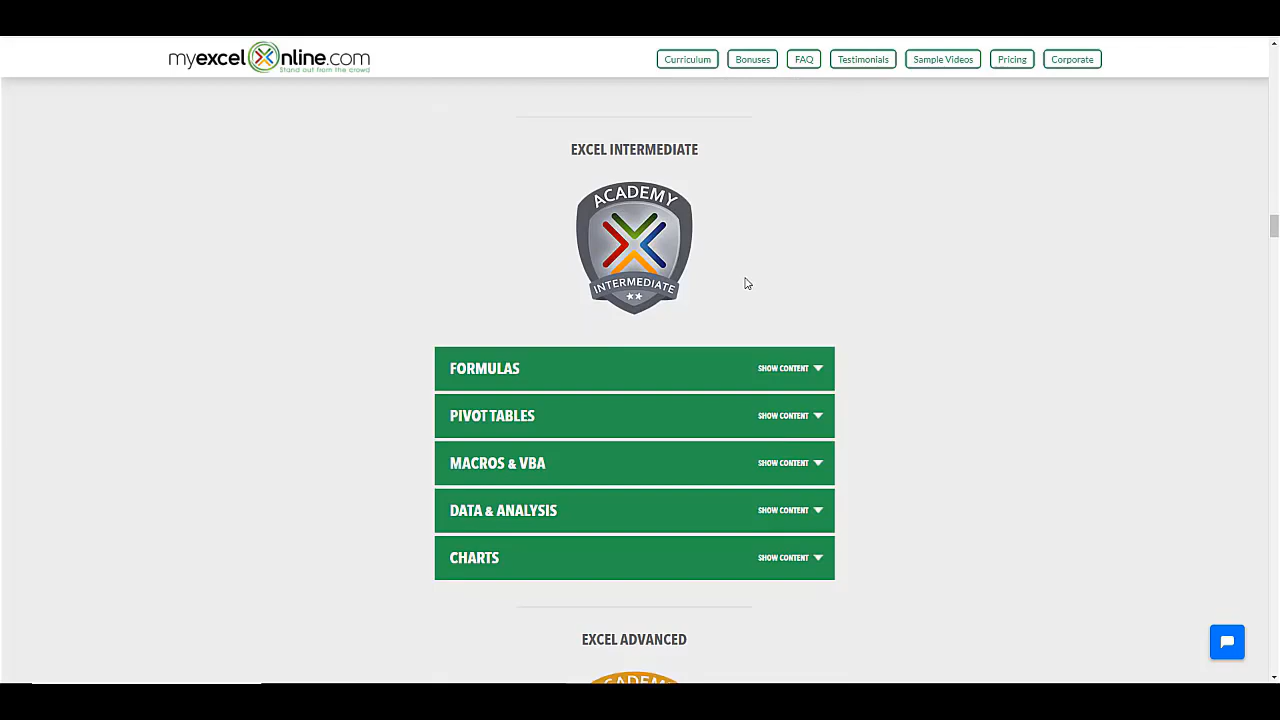 myexcelonline.com
Stand out from the crowd
Curriculum
Bonuses
FAQ
Testimonials
Sample Videos
Pricing
Corporate
EXCEL INTERMEDIATE
ACADEMY
INTERMEDIATE
FORMULAS SHOW CONTENT
PIVOT TABLES SHOW CONTENT
MACROS & VBA SHOW CONTENT
DATA & ANALYSIS SHOW CONTENT
CHARTS SHOW CONTENT
EXCEL ADVANCED
ACADEMY